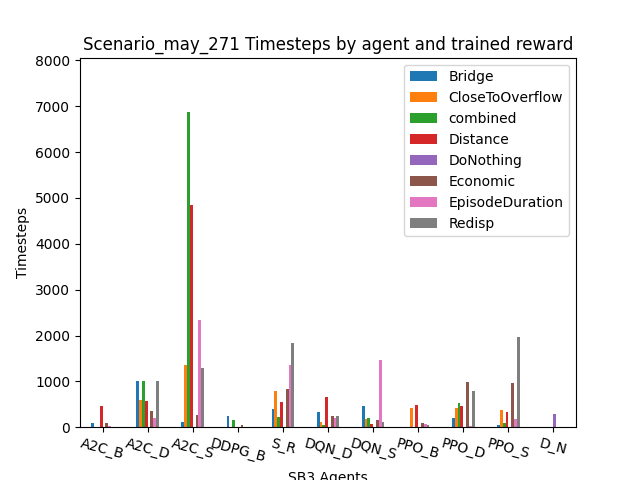 Scenario_may_271 Timesteps by agent and trained reward
8000
7000
6000
5000
4000
3000
2000
1000
0
Timesteps
Bridge
CloseToOverflow
combined
Distance
DoNothing
Economic
EpisodeDuration
Redisp
A2C_B
A2C_D
A2C_S
DDPG_B
S_R
DQN_D
DQN_S
PPO_B
PPO_D
PPO_S
D_N
SB3 Agents